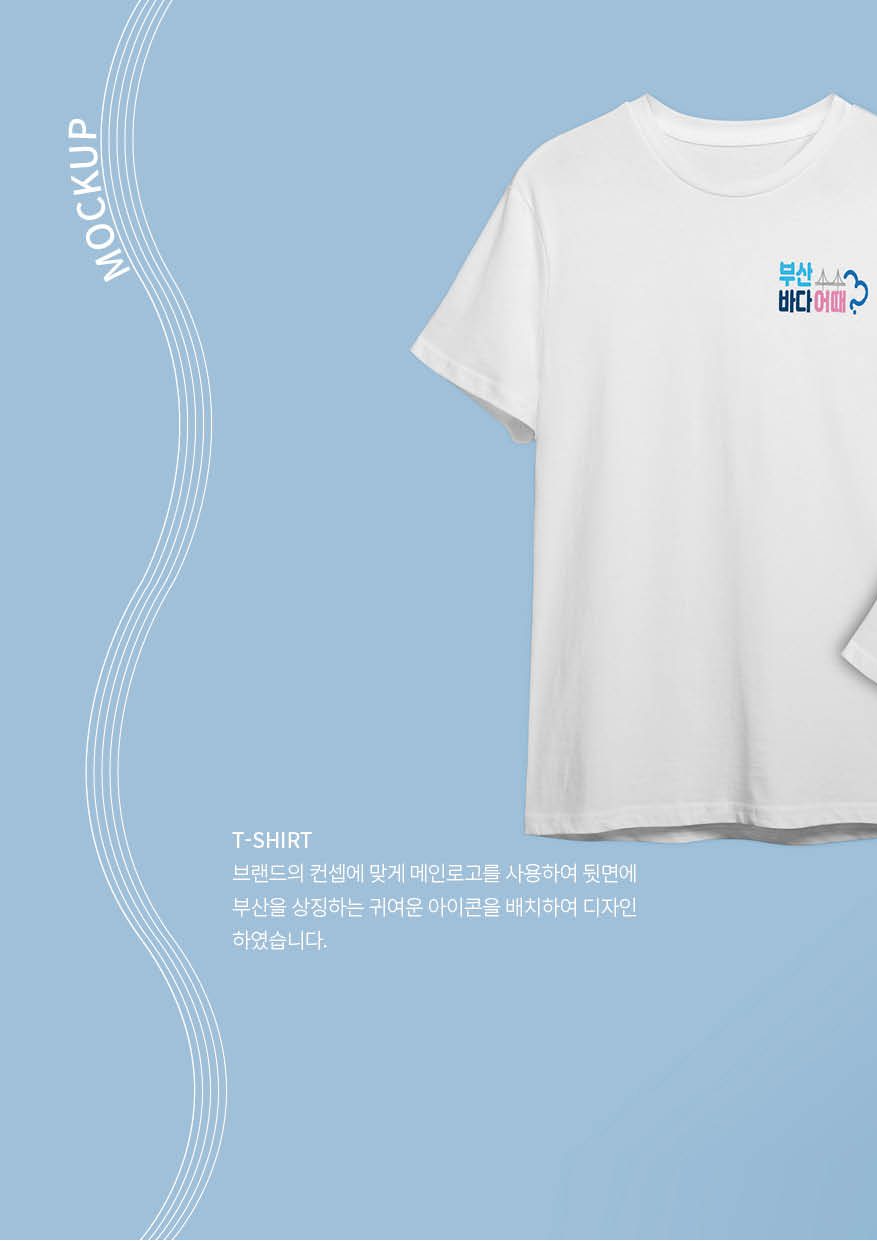 MOCKUP
부산
바다어때?
T-SHIRT
브랜드의 컨셉에 맞게 메인로고를 사용하여 뒷면에
부산을 상징하는 귀여운 아이콘을 배치하여 디자인
하였습니다.